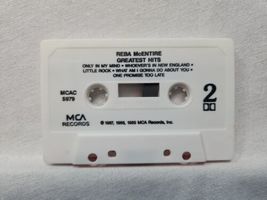 REBA McENTIRE
GREATEST HITS
ONLY IN MY MIND • WHOEVER'S IN NEW ENGLAND •
LITTLE ROCK • WHAT AM I GONNA DO ABOUT YOU •
ONE PROMISE TOO LATE
MCAC
5979
2
MCA
RECORDS
© 1987, 1986, 1985 MCA Records, Inc.